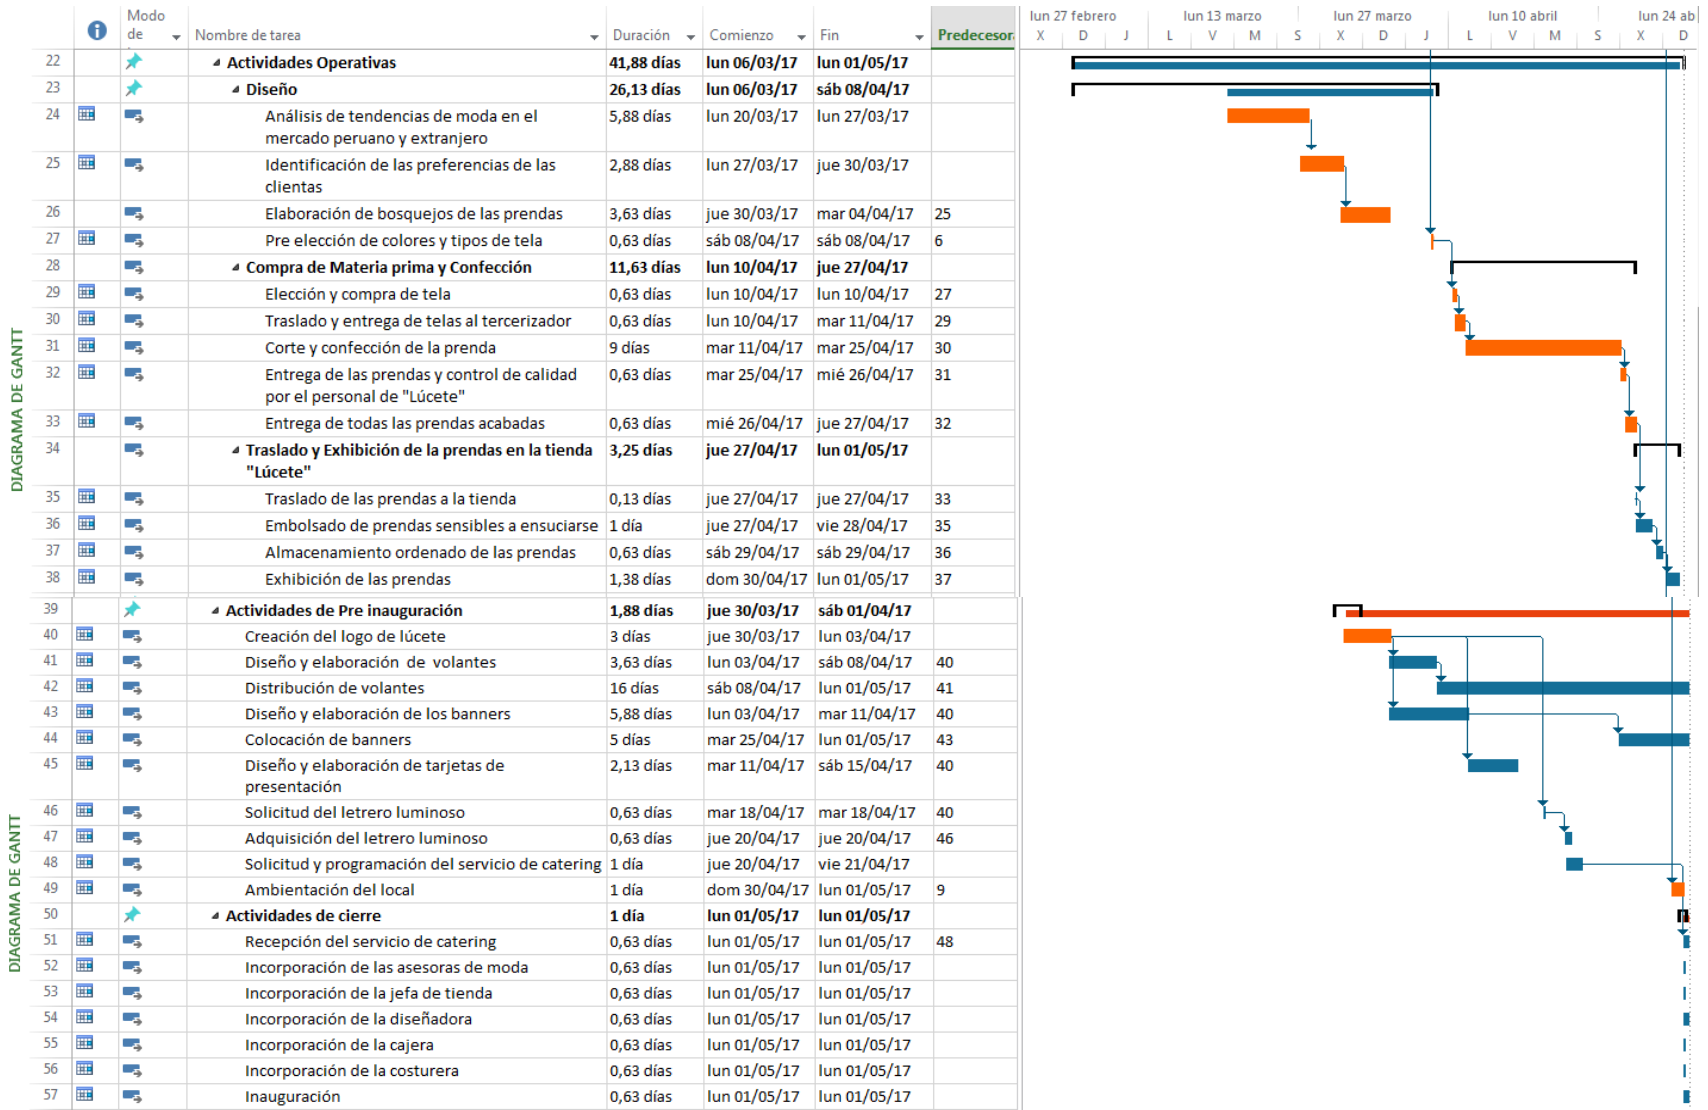 Modo de
Nombre de tarea
Duración
Comienzo
Fin
Predecesor
lun 27 febrero lun 13 marzo lun 27 marzo lun 10 abril lun 24 ab
X D J L V M S X D J L V M S X D
DIAGRAMA DE GANTT
22 Actividades Operativas 41,88 días lun 06/03/17 lun 01/05/17
23 Diseño 26,13 días lun 06/03/17 sáb 08/04/17
24 Análisis de tendencias de moda en el 5,88 días lun 20/03/17 lun 27/03/17
mercado peruano y extranjero
25 Identificación de las preferencias de las 2,88 días lun 27/03/17 jue 30/03/17
clientas
26 Elaboración de bosquejos de las prendas 3,63 días jue 30/03/17 mar 04/04/17 25
27 Pre elección de colores y tipos de tela 0,63 días sáb 08/04/17 sáb 08/04/17 6
28 Compra de Materia prima y Confección 11,63 días lun 10/04/17 jue 27/04/17
29 Elección y compra de tela 0,63 días lun 10/04/17 lun 10/04/17 27
30 Traslado y entrega de telas al tercerizador 0,63 días lun 10/04/17 mar 11/04/17 29
31 Corte y confección de la prenda 9 días mar 11/04/17 mar 25/04/17 30
32 Entrega de las prendas y control de calidad 0,63 días mar 25/04/17 mié 26/04/17 31
por el personal de "Lúcete"
33 Entrega de todas las prendas acabadas 0,63 días mié 26/04/17 jue 27/04/17 32
34 Traslado y Exhibición de la prendas en la tienda 3,25 días jue 27/04/17 lun 01/05/17
"Lúcete"
35 Traslado de las prendas a la tienda 0,13 días jue 27/04/17 jue 27/04/17 33
36 Embolsado de prendas sensibles a ensuciarse 1 día jue 27/04/17 vie 28/04/17 35
37 Almacenamiento ordenado de las prendas 0,63 días sáb 29/04/17 sáb 29/04/17 36
38 Exhibición de las prendas 1,38 días dom 30/04/17 lun 01/05/17 37
DIAGRAMA DE GANTT
39 Actividades de Pre inauguración 1,88 días jue 30/03/17 sáb 01/04/17
40 Creación del logo de lúcete 3 días jue 30/03/17 lun 03/04/17
41 Diseño y elaboración de volantes 3,63 días lun 03/04/17 sáb 08/04/17 40
42 Distribución de volantes 16 días sáb 08/04/17 lun 01/05/17 41
43 Diseño y elaboración de los banners 5,88 días lun 03/04/17 mar 11/04/17 40
44 Colocación de banners 5 días mar 25/04/17 lun 01/05/17 43
45 Diseño y elaboración de tarjetas de 2,13 días mar 11/04/17 sáb 15/04/17 40
presentación
46 Solicitud del letrero luminoso 0,63 días mar 18/04/17 mar 18/04/17 40
47 Adquisición del letrero luminoso 0,63 días jue 20/04/17 jue 20/04/17 46
48 Solicitud y programación del servicio de catering 1 día jue 20/04/17 vie 21/04/17
49 Ambientación del local 1 día dom 30/04/17 lun 01/05/17 9
50 Actividades de cierre 1 día lun 01/05/17 lun 01/05/17
51 Recepción del servicio de catering 0,63 días lun 01/05/17 lun 01/05/17 48
52 Incorporación de las asesoras de moda 0,63 días lun 01/05/17 lun 01/05/17
53 Incorporación de la jefa de tienda 0,63 días lun 01/05/17 lun 01/05/17
54 Incorporación de la diseñadora 0,63 días lun 01/05/17 lun 01/05/17
55 Incorporación de la cajera 0,63 días lun 01/05/17 lun 01/05/17
56 Incorporación de la costurera 0,63 días lun 01/05/17 lun 01/05/17
57 Inauguración 0,63 días lun 01/05/17 lun 01/05/17